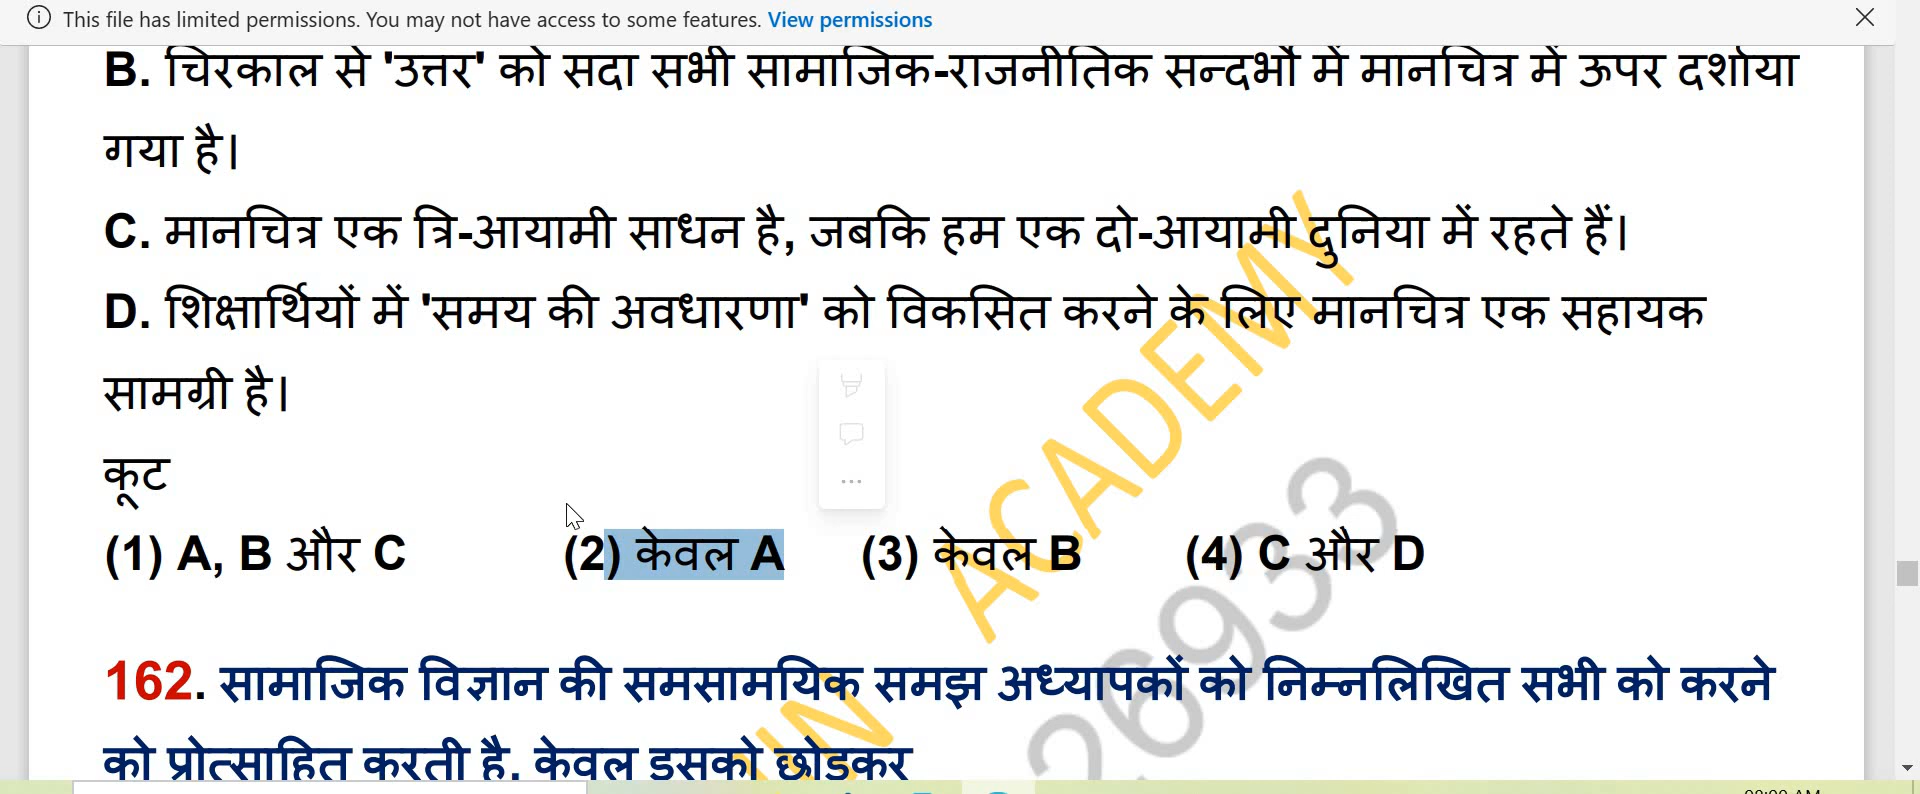 This file has limited permissions. You may not have access to some features. View permissions
B. चिरकाल से 'उत्तर' को सदा सभी सामाजिक-राजनीतिक सन्दर्भों में मानचित्र में ऊपर दर्शाया
गया है।
C. मानचित्र एक त्रि-आयामी साधन है, जबकि हम एक दो-आयामी दुनिया में रहते हैं।
D. शिक्षार्थियों में 'समय की अवधारणा' को विकसित करने के लिए मानचित्र एक सहायक
सामग्री है।
कूट
(1) A, B और C (2) केवल A (3) केवल B (4) C और D
162. सामाजिक विज्ञान की समसामयिक समझ अध्यापकों को निम्नलिखित सभी को करने
को प्रोत्साहित करती है, केवल इसको छोड़कर
ACADEMY
26933